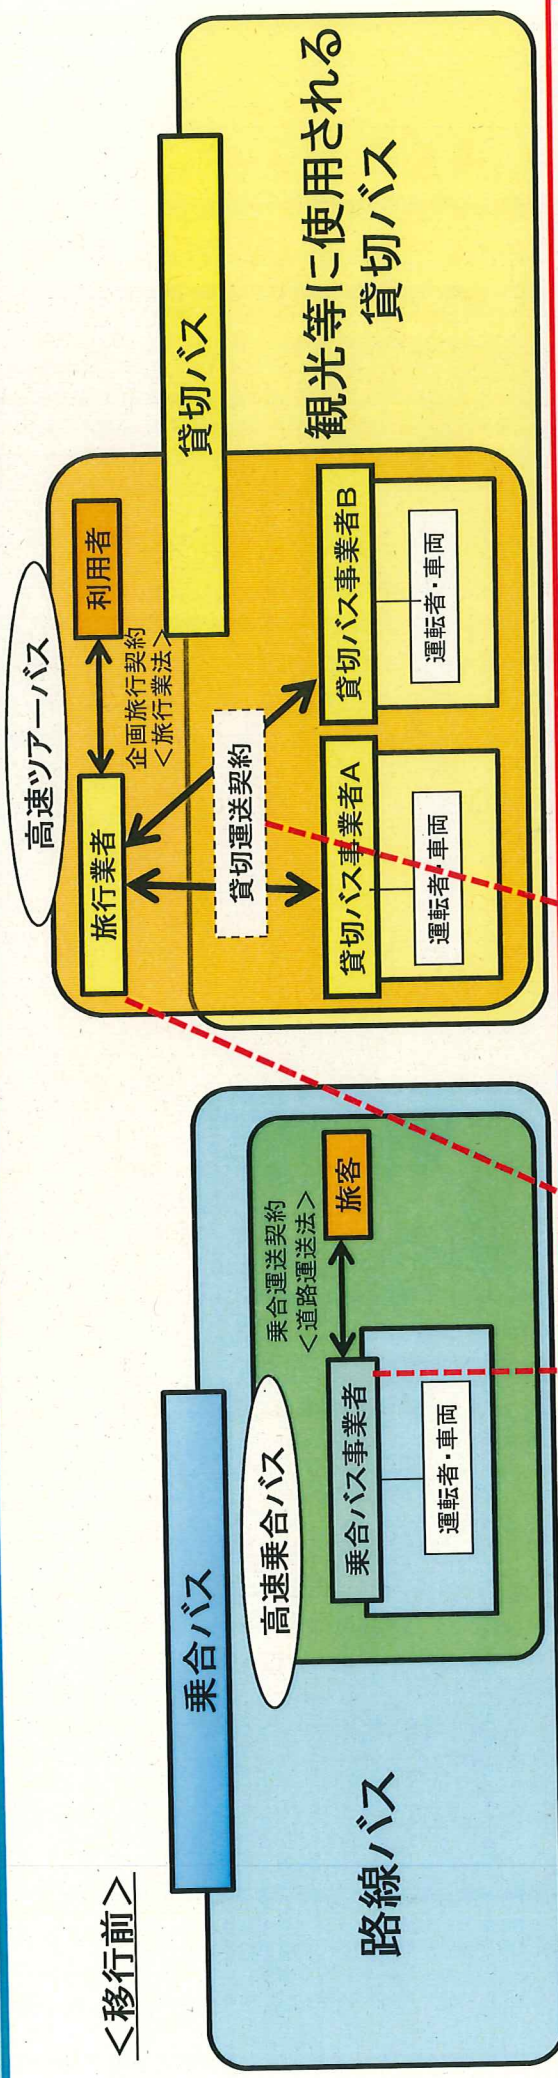 <移行前>
乗合バス
路線バス
高速乗合バス
乗合運送契約
<道路運送法>
乗合バス事業者
旅客
運転者・車両
高速ツアーバス
旅行業者
利用者
企画旅行契約
<旅行業法>
貸切運送契約
貸切バス事業者A
運転者・車両
貸切バス事業者B
運転者・車両
貸切バス
観光等に使用される
貸切バス